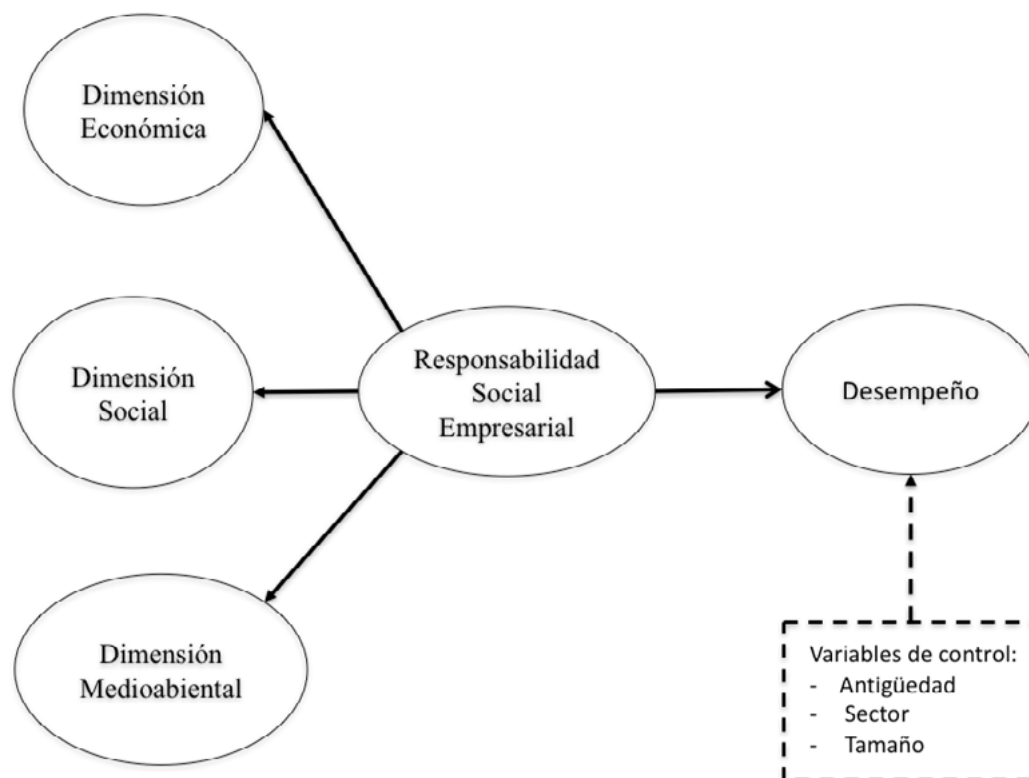 Dimensión
Económica
Dimensión
Social
Responsabilidad
Social
Empresarial
Desempeño
Dimensión
Medioabiental
Variables de control:
- Antigüedad
- Sector
- Tamaño